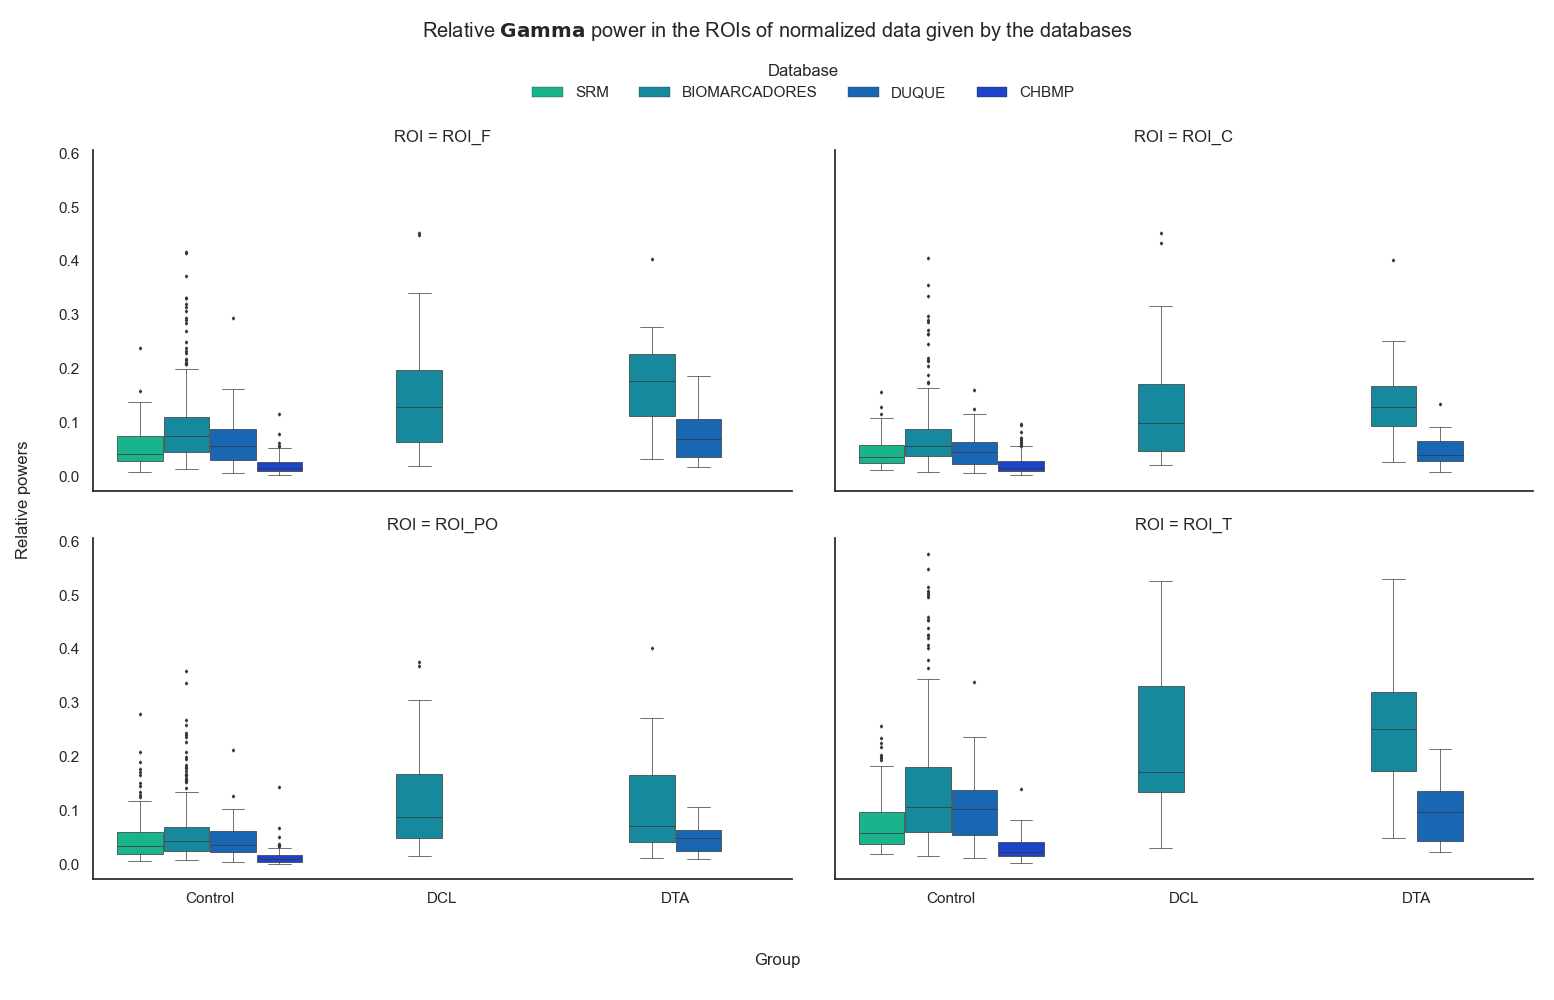 Relative Gamma power in the ROIs of normalized data given by the databases
Database
SRM BIOMARCADORES DUQUE CHBMP
ROI = ROI_F
0.6
0.5
0.4
0.3
0.2
0.1
0.0
ROI = ROI_C
Relative powers
ROI = ROI_PO
0.6
0.5
0.4
0.3
0.2
0.1
0.0
Control DCL DTA
ROI = ROI_T
Control DCL DTA
Group